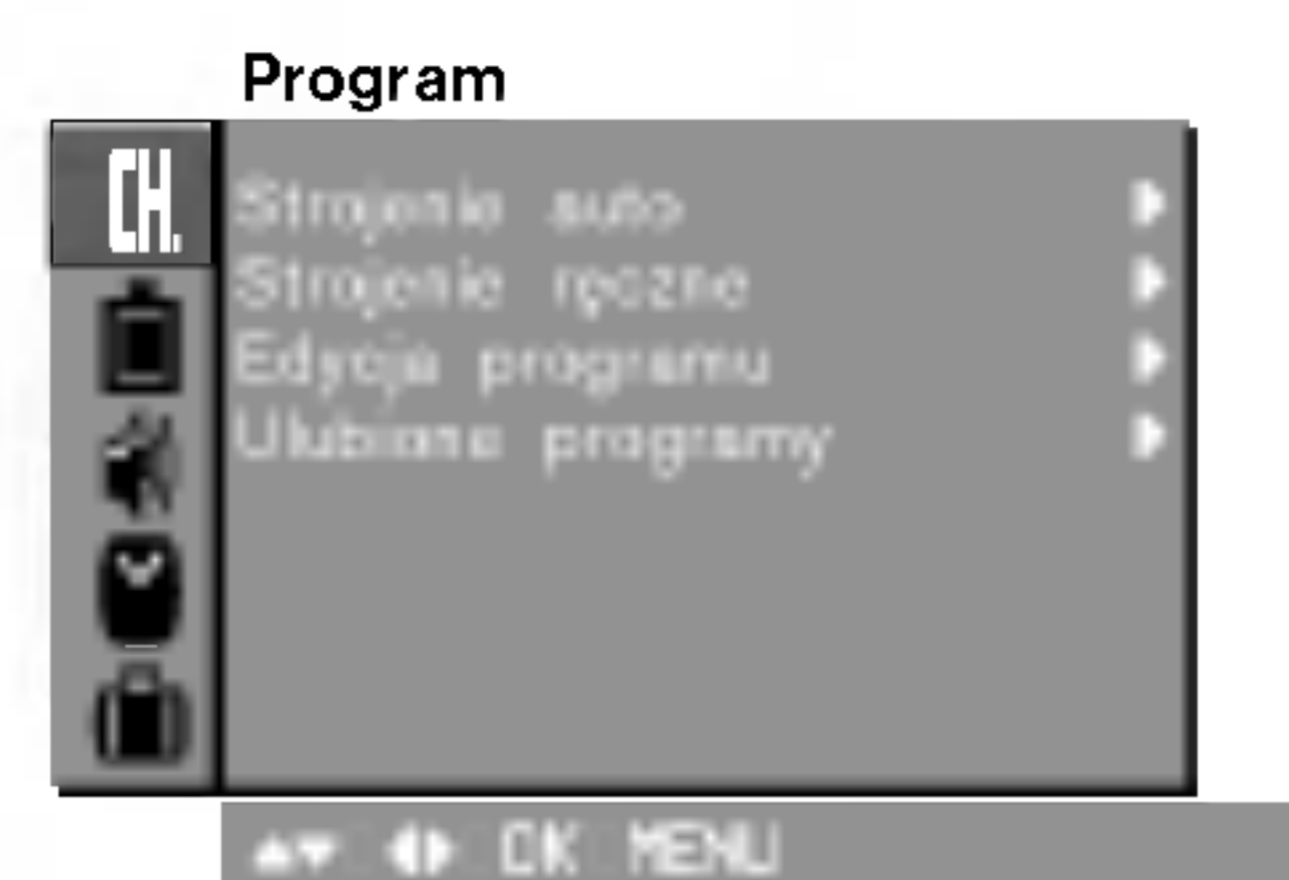 Program
CH.
Strojenie auto
Strojenie ręczne
Edycja programu
Ulubione programy
OK MENU